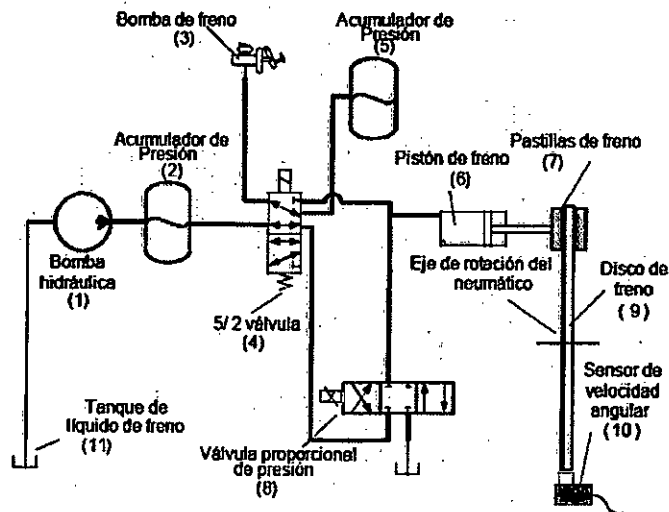 Bomba de freno
(3)
Acumulador de
Presión
(5)
Acumulador de
Presión
(2)
Pistón de freno
(6)
Pastillas de freno
(7)
Bomba
hidráulica
(1)
5/2 válvula
(4)
Eje de rotación del
neumático
Disco de
freno
(9)
Tanque de
líquido de freno
(11)
Válvula proporcional
de presión
(8)
Sensor de
velocidad
angular
(10)